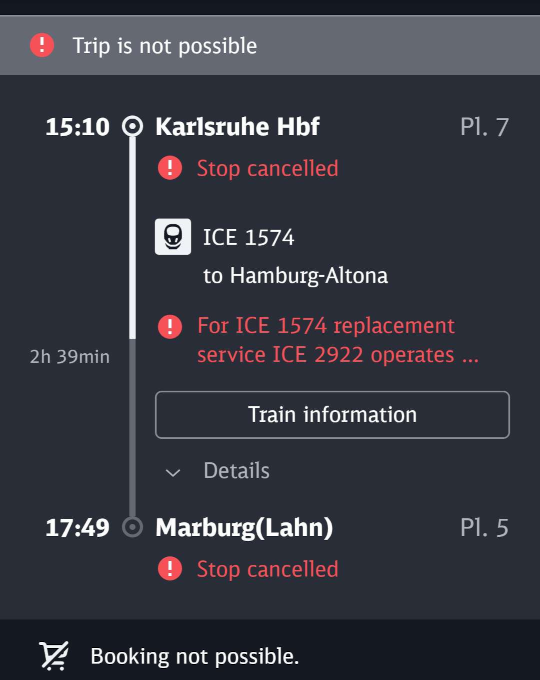 Trip is not possible
15:10 Karlsruhe Hbf Pl. 7
Stop cancelled
ICE 1574
to Hamburg-Altona
For ICE 1574 replacement
2h 39min service ICE 2922 operates ...
Train information
Details
17:49 Marburg(Lahn) Pl. 5
Stop cancelled
Booking not possible.